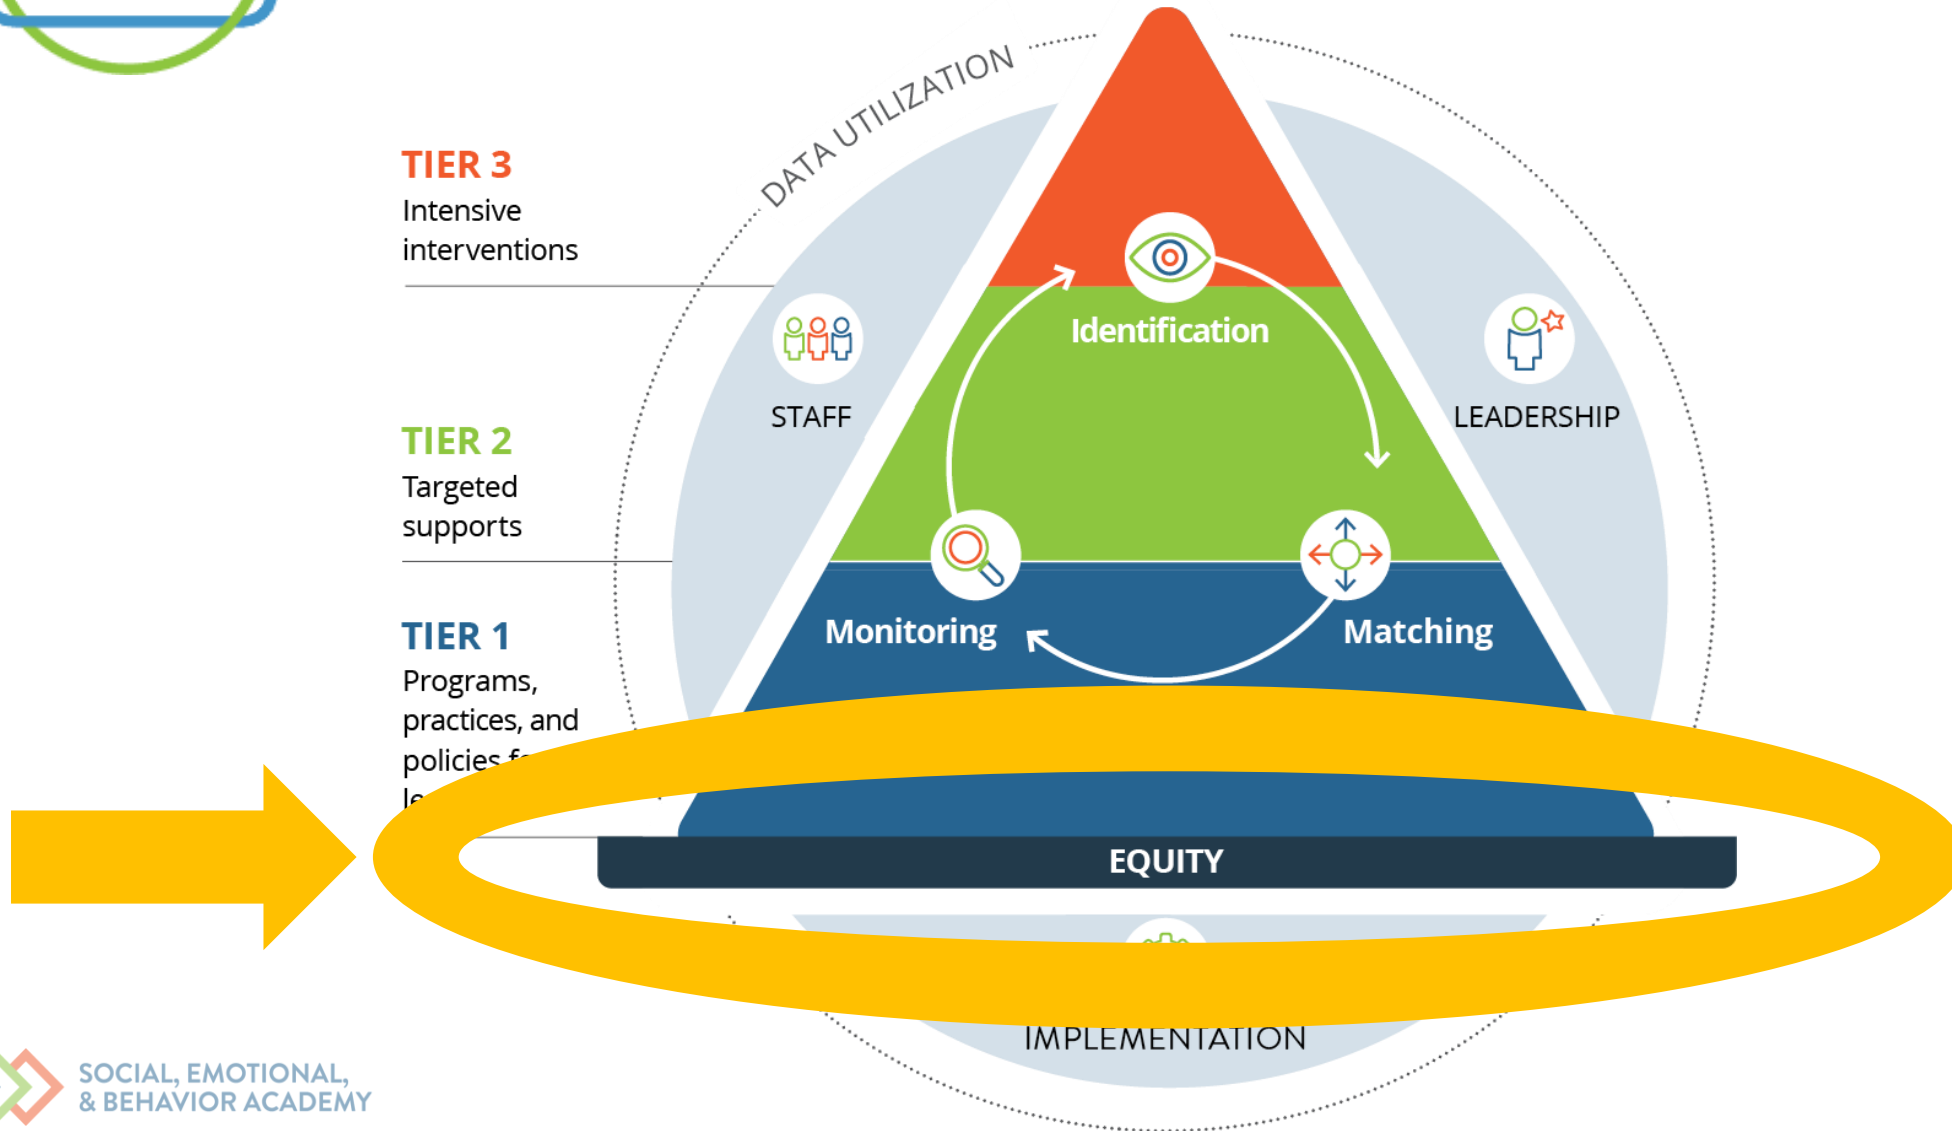 DATA UTILIZATION
TIER 3
Intensive
interventions
Identification
STAFF
LEADERSHIP
TIER 2
Targeted
supports
TIER 1
Programs,
practices, and
policies
Monitoring
Matching
EQUITY
IMPLEMENTATION
SOCIAL, EMOTIONAL,
& BEHAVIOR ACADEMY